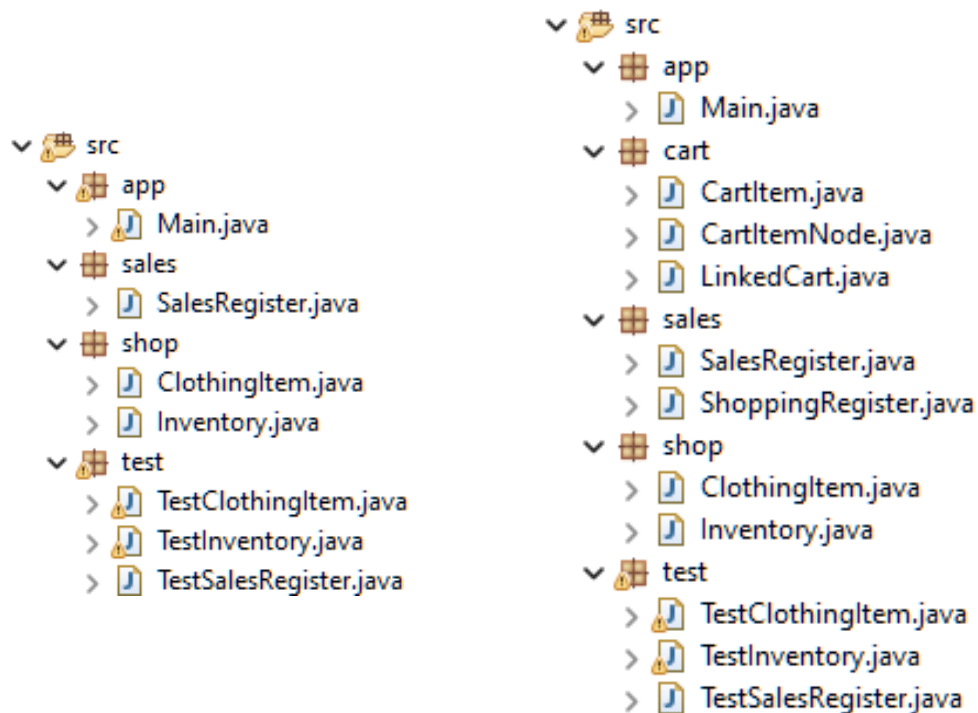 src
app
Main.java
sales
SalesRegister.java
shop
ClothingItem.java
Inventory.java
test
TestClothingItem.java
TestInventory.java
TestSalesRegister.java
src
app
Main.java
cart
CartItem.java
CartItemNode.java
LinkedCart.java
sales
SalesRegister.java
ShoppingRegister.java
shop
ClothingItem.java
Inventory.java
test
TestClothingItem.java
TestInventory.java
TestSalesRegister.java